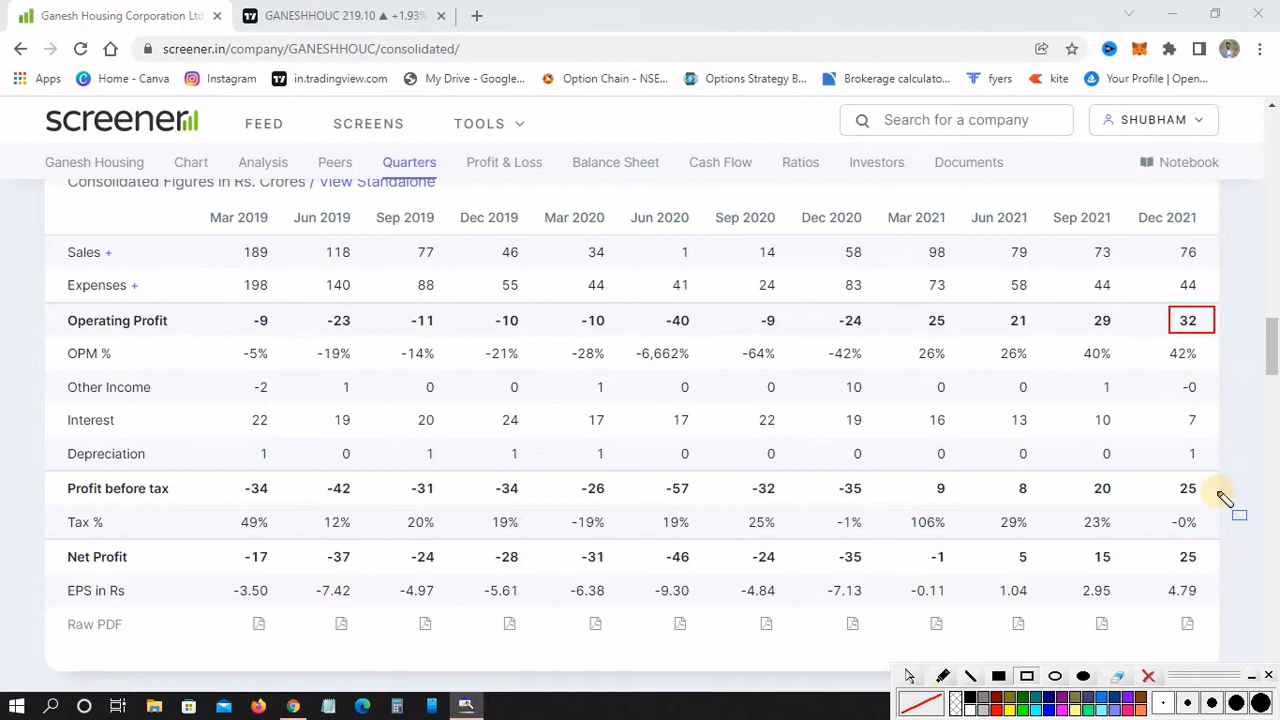 Ganesh Housing Corporation Ltd
GANESHHOUC 219.10 ▲ +1.93%
screener.in/company/GANESHHOUC/consolidated/
Apps Home - Canva Instagram in.tradingview.com My Drive - Google... Option Chain - NSE... Options Strategy B... Brokerage calculato... fyers kite Your Profile | Open...
screener FEED SCREENS TOOLS Search for a company SHUBHAM
Ganesh Housing Chart Analysis Peers Quarters Profit & Loss Balance Sheet Cash Flow Ratios Investors Documents Notebook
Consolidated Figures in Rs. Crores / View Standalone
Mar 2019 Jun 2019 Sep 2019 Dec 2019 Mar 2020 Jun 2020 Sep 2020 Dec 2020 Mar 2021 Jun 2021 Sep 2021 Dec 2021
Sales + 189 118 77 46 34 1 14 58 98 79 73 76
Expenses + 198 140 88 55 44 41 24 83 73 58 44 44
Operating Profit -9 -23 -11 -10 -10 -40 -9 -24 25 21 29 32
OPM % -5% -19% -14% -21% -28% -6,662% -64% -42% 26% 26% 40% 42%
Other Income -2 1 0 0 1 0 0 10 0 0 1 -0
Interest 22 19 20 24 17 17 22 19 16 13 10 7
Depreciation 1 0 1 1 1 0 0 0 0 0 0 1
Profit before tax -34 -42 -31 -34 -26 -57 -32 -35 9 8 20 25
Tax % 49% 12% 20% 19% -19% 19% 25% -1% 106% 29% 23% -0%
Net Profit -17 -37 -24 -28 -31 -46 -24 -35 -1 5 15 25
EPS in Rs -3.50 -7.42 -4.97 -5.61 -6.38 -9.30 -4.84 -7.13 -0.11 1.04 2.95 4.79
Raw PDF